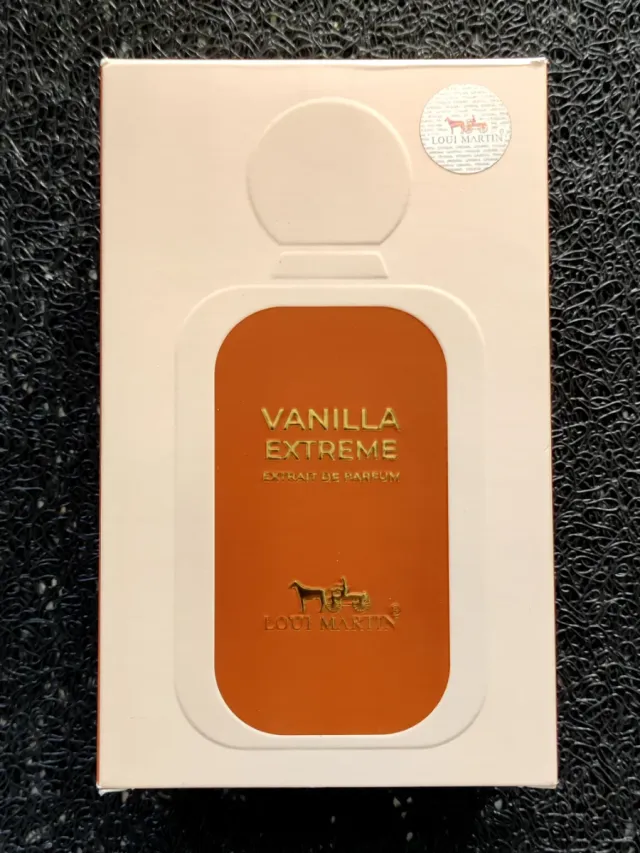 LOUI MARTIN
VANILLA
EXTREME
EXTRAIT DE PARFUM
LOUI MARTIN